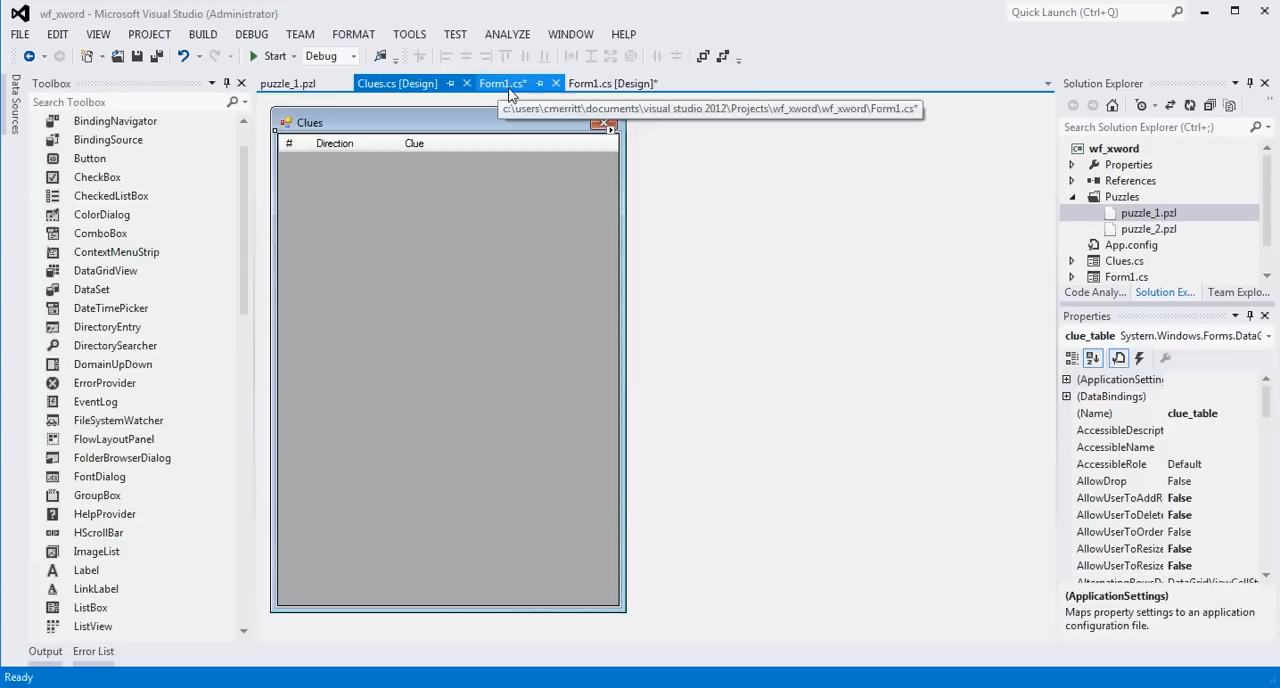 wf_xword - Microsoft Visual Studio (Administrator)
Quick Launch (Ctrl+Q)
FILE EDIT VIEW PROJECT BUILD DEBUG TEAM FORMAT TOOLS TEST ANALYZE WINDOW HELP
Start Debug
Data Sources
Toolbox
Search Toolbox
BindingNavigator
BindingSource
Button
CheckBox
CheckedListBox
ColorDialog
ComboBox
ContextMenuStrip
DataGridView
DataSet
DateTimePicker
DirectoryEntry
DirectorySearcher
DomainUpDown
ErrorProvider
EventLog
FileSystemWatcher
FlowLayoutPanel
FolderBrowserDialog
FontDialog
GroupBox
HelpProvider
HScrollBar
ImageList
Label
LinkLabel
ListBox
ListView
puzzle_1.pzl Clues.cs [Design] Form1.cs* Form1.cs [Design]*
c:\users\cmerritt\documents\visual studio 2012\Projects\wf_xword\wf_xword\Form1.cs*
Clues
# Direction Clue
Solution Explorer
Search Solution Explorer (Ctrl+;)
wf_xword
Properties
References
Puzzles
puzzle_1.pzl
puzzle_2.pzl
App.config
Clues.cs
Form1.cs
Code Analy... Solution Ex... Team Explo...
Properties
clue_table System.Windows.Forms.DataG
(ApplicationSettin
(DataBindings)
(Name) clue_table
AccessibleDescript
AccessibleName
AccessibleRole Default
AllowDrop False
AllowUserToAddR False
AllowUserToDelete False
AllowUserToOrder False
AllowUserToResize False
AllowUserToResize False
AlternatingRowsD DataGridViewCellSt
(ApplicationSettings)
Maps property settings to an application
configuration file.
Output Error List
Ready